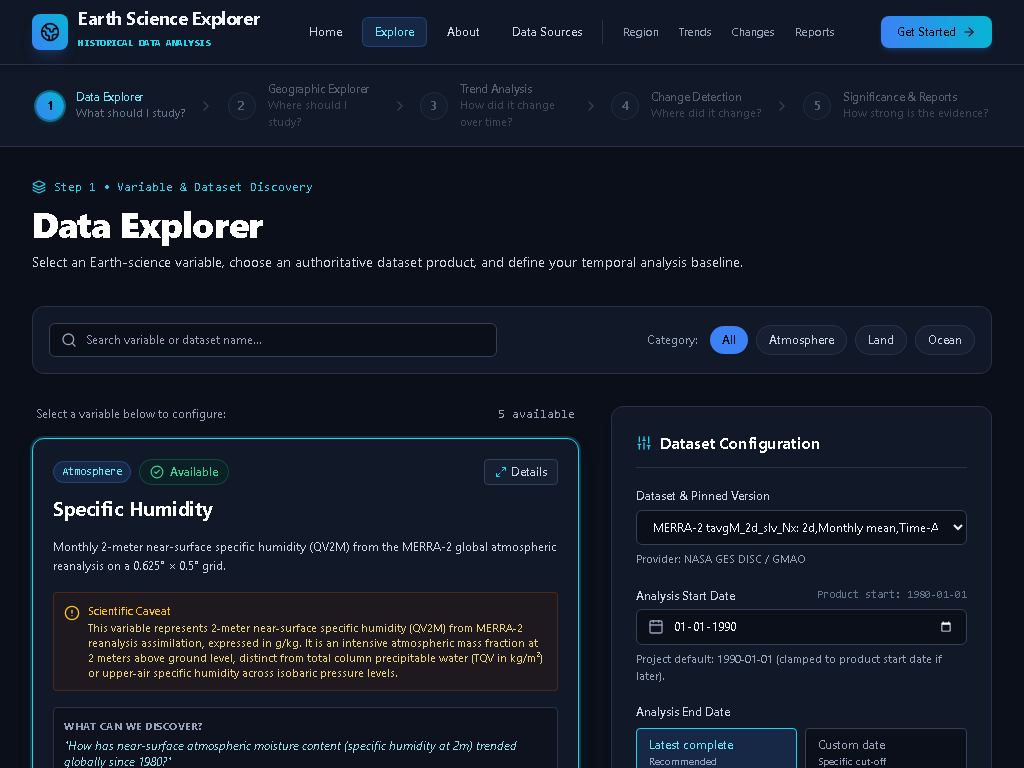 Earth Science Explorer
HISTORICAL DATA ANALYSIS
Home
Explore
About
Data Sources
Region
Trends
Changes
Reports
Get Started →
1
Data Explorer
What should I study?
2
Geographic Explorer
Where should I
study?
3
Trend Analysis
How did it change
over time?
4
Change Detection
Where did it change?
5
Significance & Reports
How strong is the evidence?
Step 1 • Variable & Dataset Discovery
Data Explorer
Select an Earth-science variable, choose an authoritative dataset product, and define your temporal analysis baseline.
Search variable or dataset name...
Category:
All
Atmosphere
Land
Ocean
Select a variable below to configure:
5 available
Atmosphere
Available
Details
Specific Humidity
Monthly 2-meter near-surface specific humidity (QV2M) from the MERRA-2 global atmospheric
reanalysis on a 0.625° × 0.5° grid.
Scientific Caveat
This variable represents 2-meter near-surface specific humidity (QV2M) from MERRA-2
reanalysis assimilation, expressed in g/kg. It is an intensive atmospheric mass fraction at
2 meters above ground level, distinct from total column precipitable water (TQV in kg/m²)
or upper-air specific humidity across isobaric pressure levels.
WHAT CAN WE DISCOVER?
"How has near-surface atmospheric moisture content (specific humidity at 2m) trended
globally since 1980?"
Dataset Configuration
Dataset & Pinned Version
MERRA-2 tavgM_2d_slv_Nx: 2d,Monthly mean,Time-A
Provider: NASA GES DISC / GMAO
Analysis Start Date
Product start: 1980-01-01
01-01-1990
Project default: 1990-01-01 (clamped to product start date if
later).
Analysis End Date
Latest complete
Recommended
Custom date
Specific cut-off